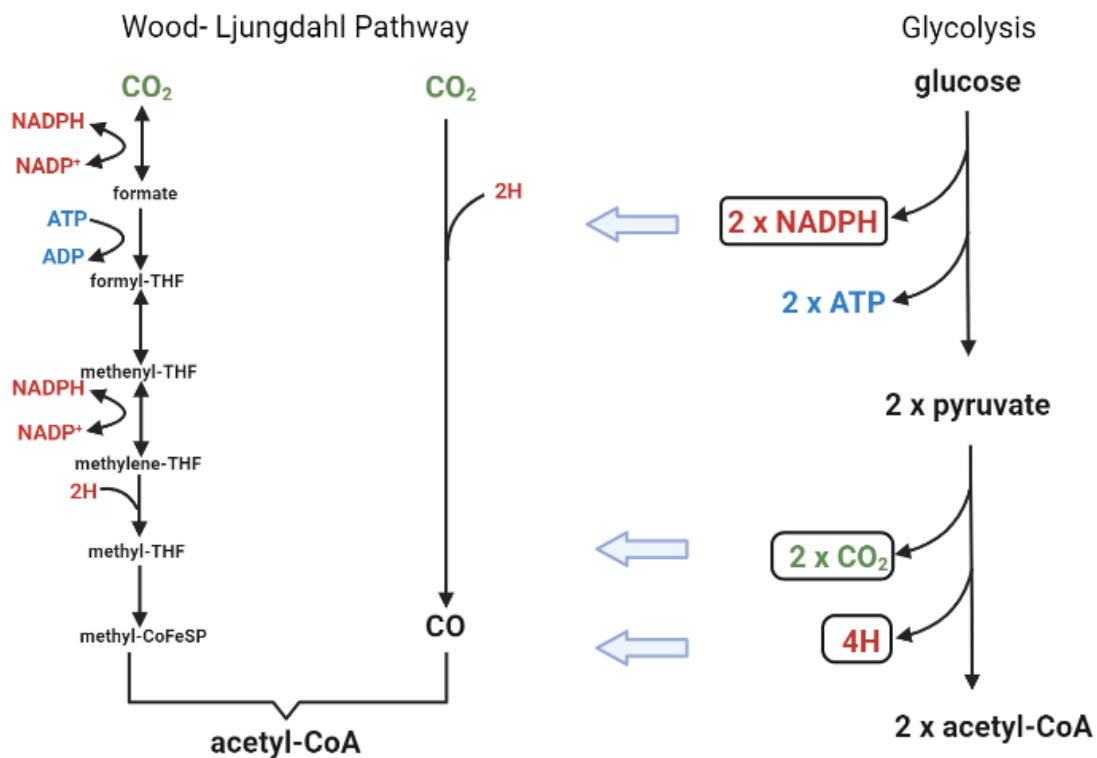 Wood- Ljungdahl Pathway
CO₂
NADPH
NADP⁺
formate
ATP
ADP
formyl-THF
methenyl-THF
NADPH
NADP⁺
methylene-THF
2H
methyl-THF
methyl-CoFeSP
CO₂
2H
CO
acetyl-CoA
Glycolysis
glucose
2 x NADPH
2 x ATP
2 x pyruvate
2 x CO₂
4H
2 x acetyl-CoA